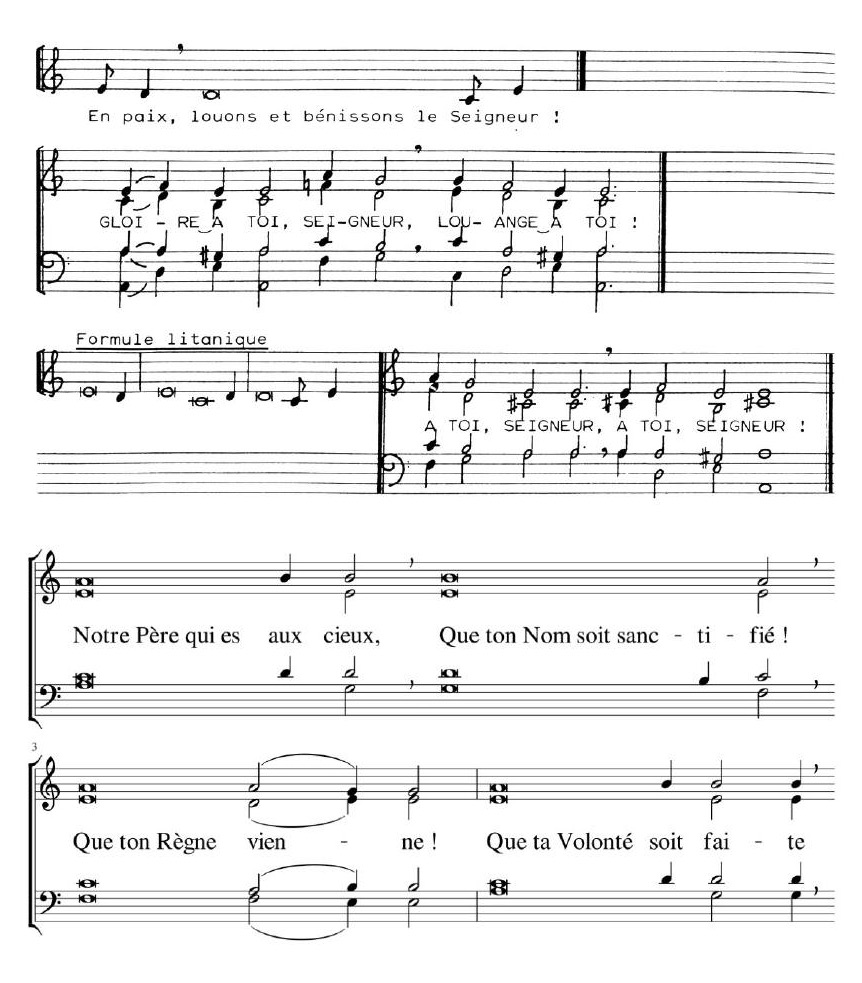 En paix, louons et bénissons le Seigneur !
GLOI - RE A TOI, SEI-GNEUR, LOU- ANGE A TOI !
Formule litanique
A TOI, SEIGNEUR, A TOI, SEIGNEUR !
Notre Père qui es aux cieux, Que ton Nom soit sanc - ti - fié !
3
Que ton Règne vien - ne ! Que ta Volonté soit fai - te